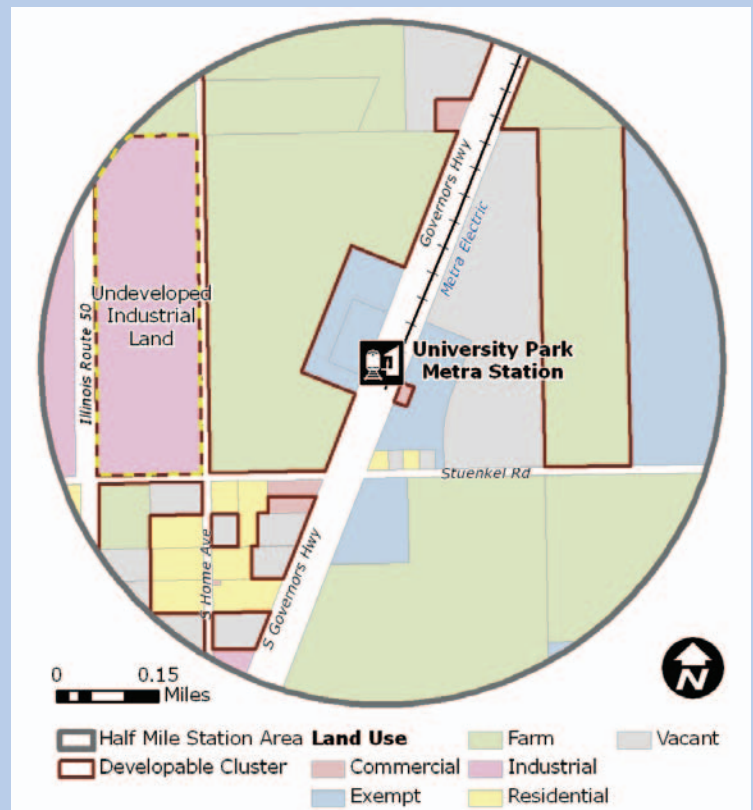 Governors Hwy
Metra Electric
Undeveloped
Industrial
Land
Illinois Route 50
University Park
Metra Station
Stuenkel Rd
S Home Ave
S Governors Hwy
0 0.15
Miles
N
Half Mile Station Area Land Use Farm Vacant
Developable Cluster Commercial Industrial
Exempt Residential